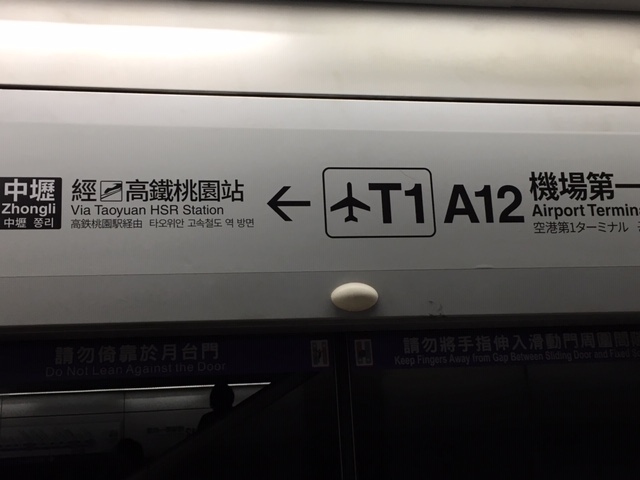 中壢
Zhongli
中壢 쭝리
經 高鐵桃園站
Via Taoyuan HSR Station
高鉄桃園駅経由 타오위안 고속철도 역 방면
←
T1 A12
機場第一
Airport Termina
空港第1ターミナル
請勿倚靠於月台門
Do Not Lean Against the Door
請勿將手指伸入滑動門周圍間
Keep Fingers Away from Gap Between Sliding Door and Fixed